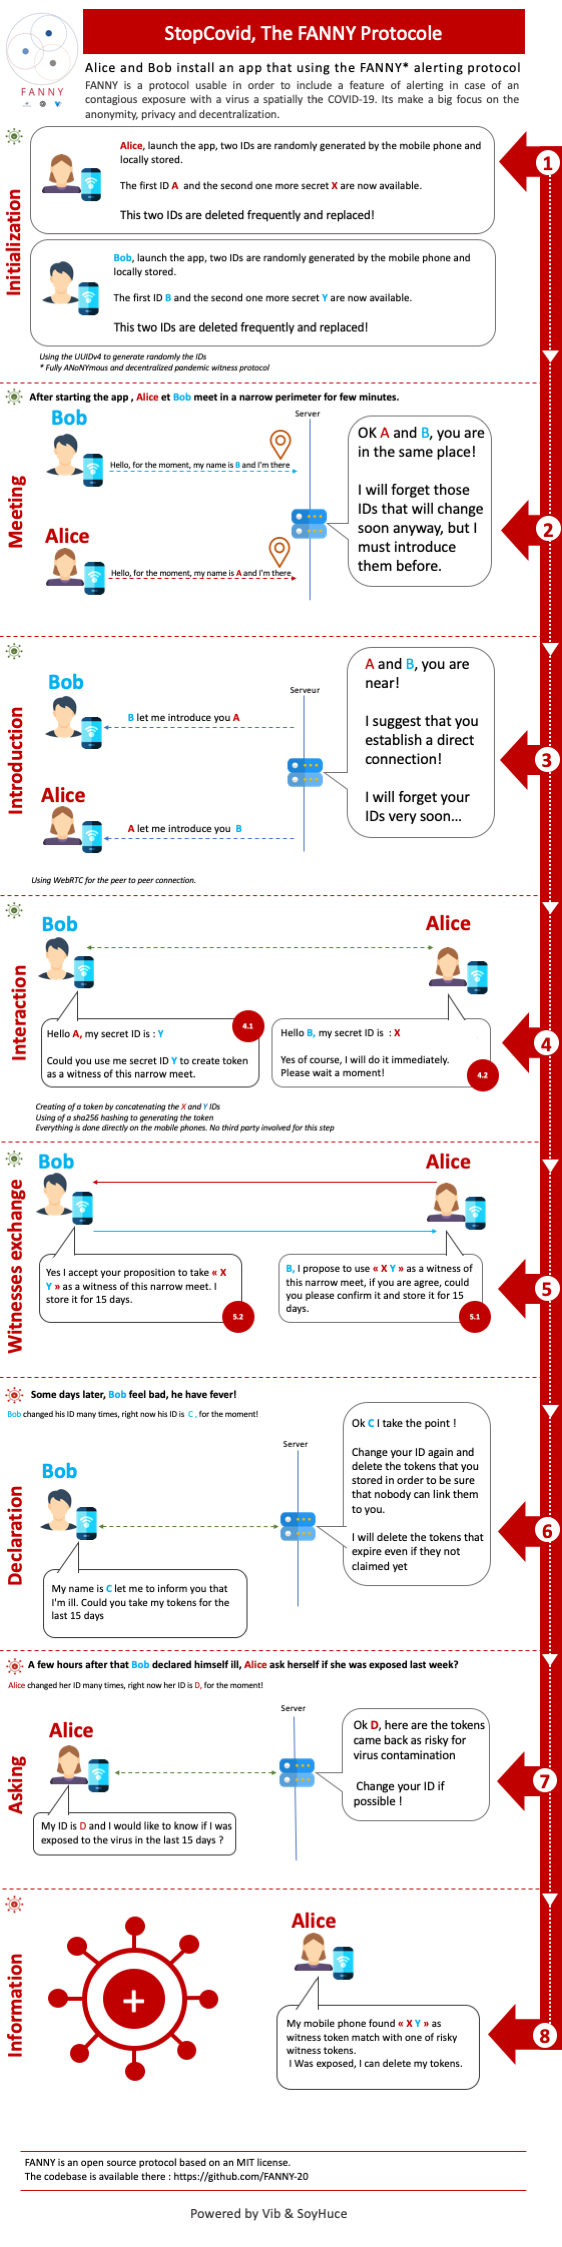 StopCovid, The FANNY Protocole
FANNY
Alice and Bob install an app that using the FANNY* alerting protocol
FANNY is a protocol usable in order to include a feature of alerting in case of an
contagious exposure with a virus a spatially the COVID-19. Its make a big focus on the
anonymity, privacy and decentralization.
Initialization
1
Alice, launch the app, two IDs are randomly generated by the mobile phone and
locally stored.
The first ID A and the second one more secret X are now available.
This two IDs are deleted frequently and replaced!
Bob, launch the app, two IDs are randomly generated by the mobile phone and
locally stored.
The first ID B and the second one more secret Y are now available.
This two IDs are deleted frequently and replaced!
Using the UUIDv4 to generate randomly the IDs
* Fully ANoNYmous and decentralized pandemic witness protocol
After starting the app , Alice et Bob meet in a narrow perimeter for few minutes.
Meeting
2
Bob
Server
Hello, for the moment, my name is B and I'm there
Alice
Hello, for the moment, my name is A and I'm there
OK A and B, you are
in the same place!
I will forget those
IDs that will change
soon anyway, but I
must introduce
them before.
Introduction
3
Bob
Serveur
B let me introduce you A
Alice
A let me introduce you B
A and B, you are
near!
I suggest that you
establish a direct
connection!
I will forget your
IDs very soon...
Using WebRTC for the peer to peer connection.
Interaction
4
Bob
Alice
Hello A, my secret ID is : Y
Could you use me secret ID Y to create token
as a witness of this narrow meet.
4.1
Hello B, my secret ID is : X
Yes of course, I will do it immediately.
Please wait a moment!
4.2
Creating of a token by concatenating the X and Y IDs
Using of a sha256 hashing to generating the token
Everything is done directly on the mobile phones. No third party involved for this step
Witnesses exchange
5
Bob
Alice
Yes I accept your proposition to take « X
Y » as a witness of this narrow meet. I
store it for 15 days.
5.2
B, I propose to use « X Y » as a witness of
this narrow meet, if you are agree, could
you please confirm it and store it for 15
days.
5.1
Some days later, Bob feel bad, he have fever!
Bob changed his ID many times, right now his ID is C , for the moment!
Declaration
6
Bob
Server
My name is C let me to inform you that
I'm ill. Could you take my tokens for the
last 15 days
Ok C I take the point !
Change your ID again and
delete the tokens that you
stored in order to be sure
that nobody can link them
to you.
I will delete the tokens that
expire even if they not
claimed yet
A few hours after that Bob declared himself ill, Alice ask herself if she was exposed last week?
Alice changed her ID many times, right now her ID is D, for the moment!
Asking
7
Alice
Server
My ID is D and I would like to know if I was
exposed to the virus in the last 15 days ?
Ok D, here are the tokens
came back as risky for
virus contamination
Change your ID if
possible !
Information
8
Alice
My mobile phone found « X Y » as
witness token match with one of risky
witness tokens.
I Was exposed, I can delete my tokens.
FANNY is an open source protocol based on an MIT license.
The codebase is available there : https://github.com/FANNY-20
Powered by Vib & SoyHuce